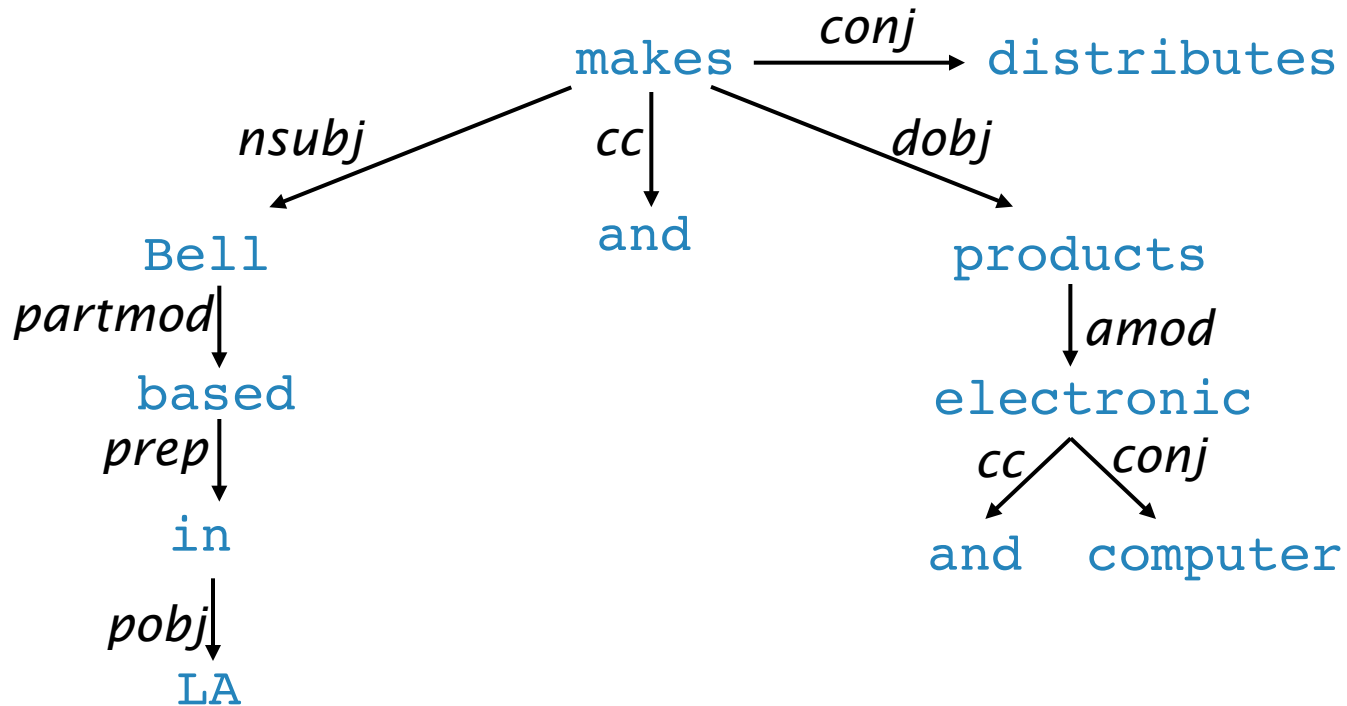 conj
makes distributes
nsubj cc dobj
Bell and products
partmod amod
based electronic
prep cc conj
in and computer
pobj
LA